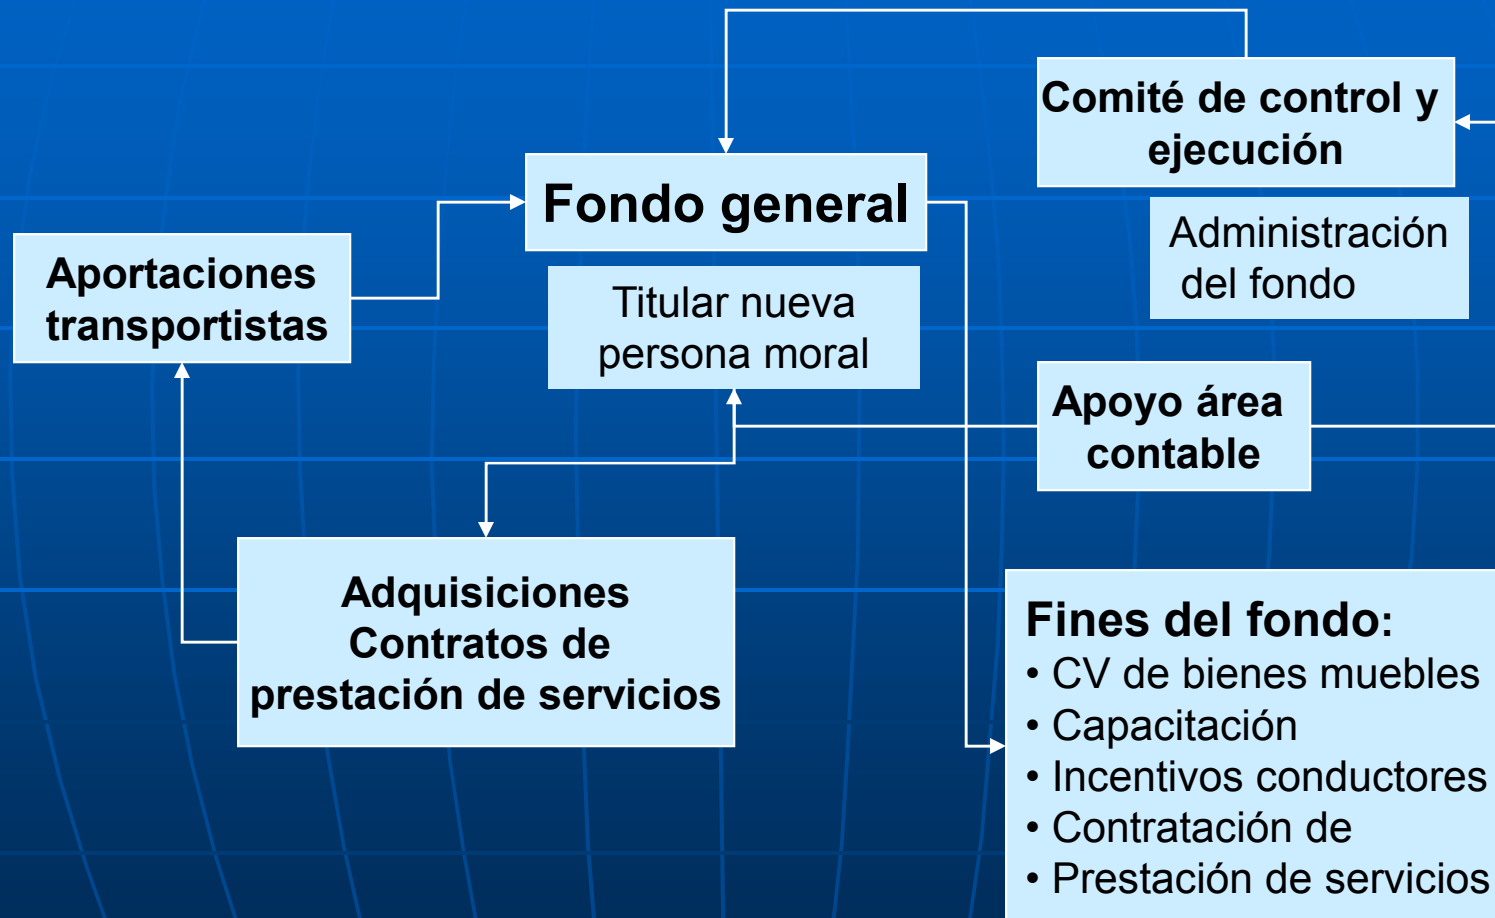 Comité de control y
ejecución
Fondo general
Administración
del fondo
Aportaciones
transportistas
Titular nueva
persona moral
Apoyo área
contable
Adquisiciones
Contratos de
prestación de servicios
Fines del fondo:
• CV de bienes muebles
• Capacitación
• Incentivos conductores
• Contratación de
• Prestación de servicios